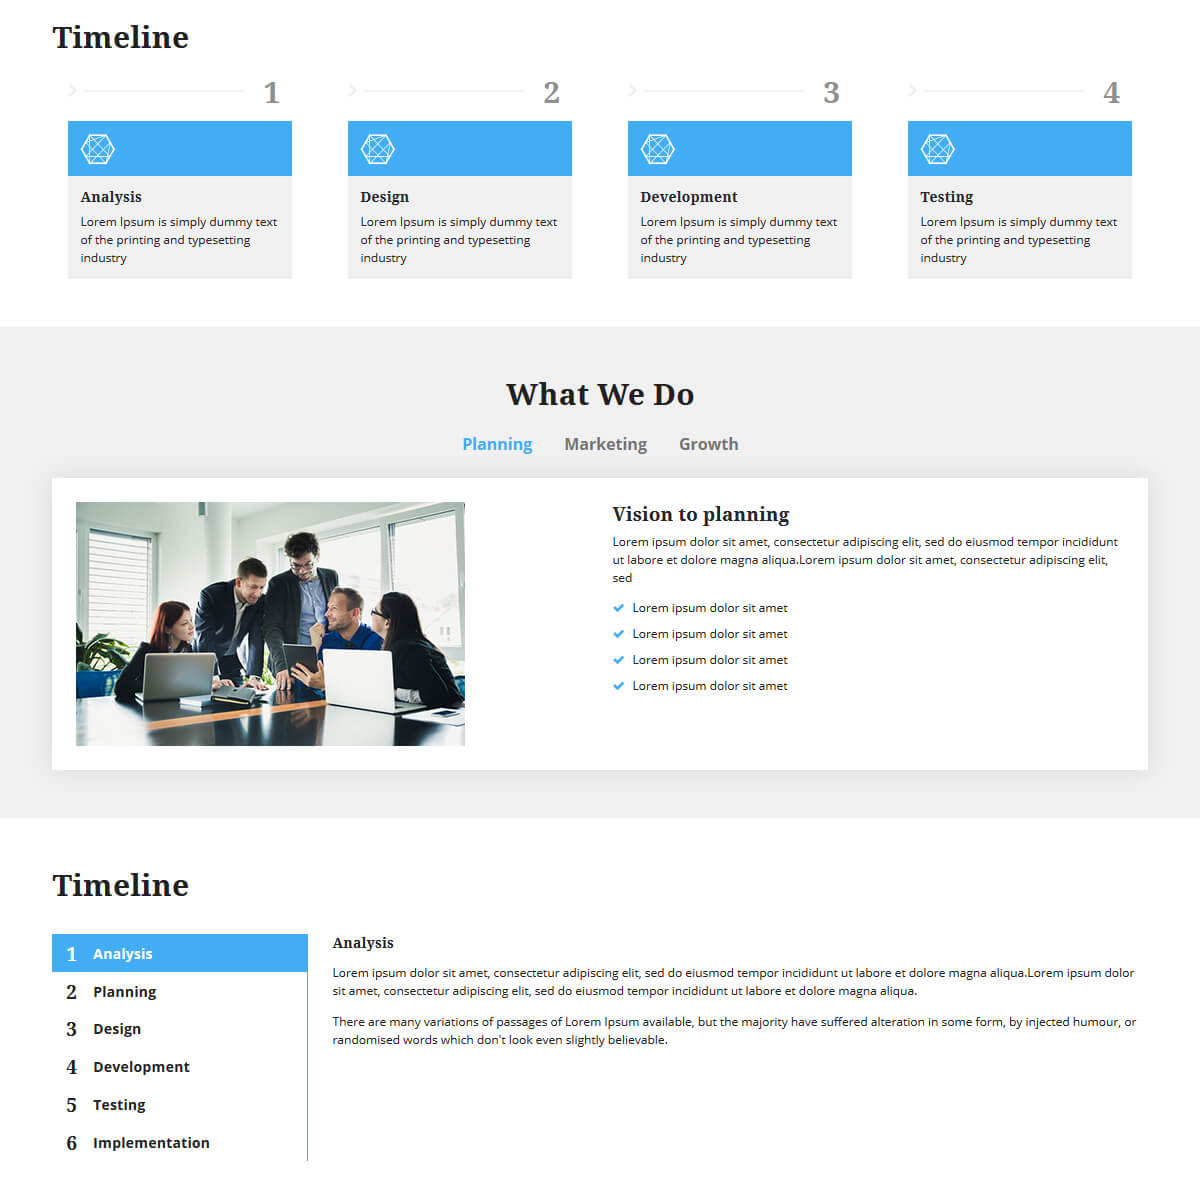 Timeline
1
2
3
4
Analysis
Lorem Ipsum is simply dummy text
of the printing and typesetting
industry
Design
Lorem Ipsum is simply dummy text
of the printing and typesetting
industry
Development
Lorem Ipsum is simply dummy text
of the printing and typesetting
industry
Testing
Lorem Ipsum is simply dummy text
of the printing and typesetting
industry
What We Do
Planning Marketing Growth
Vision to planning
Lorem ipsum dolor sit amet, consectetur adipiscing elit, sed do eiusmod tempor incididunt
ut labore et dolore magna aliqua.Lorem ipsum dolor sit amet, consectetur adipiscing elit,
sed
Lorem ipsum dolor sit amet
Lorem ipsum dolor sit amet
Lorem ipsum dolor sit amet
Lorem ipsum dolor sit amet
Timeline
1 Analysis
2 Planning
3 Design
4 Development
5 Testing
6 Implementation
Analysis
Lorem ipsum dolor sit amet, consectetur adipiscing elit, sed do eiusmod tempor incididunt ut labore et dolore magna aliqua.Lorem ipsum dolor
sit amet, consectetur adipiscing elit, sed do eiusmod tempor incididunt ut labore et dolore magna aliqua.
There are many variations of passages of Lorem Ipsum available, but the majority have suffered alteration in some form, by injected humour, or
randomised words which don't look even slightly believable.